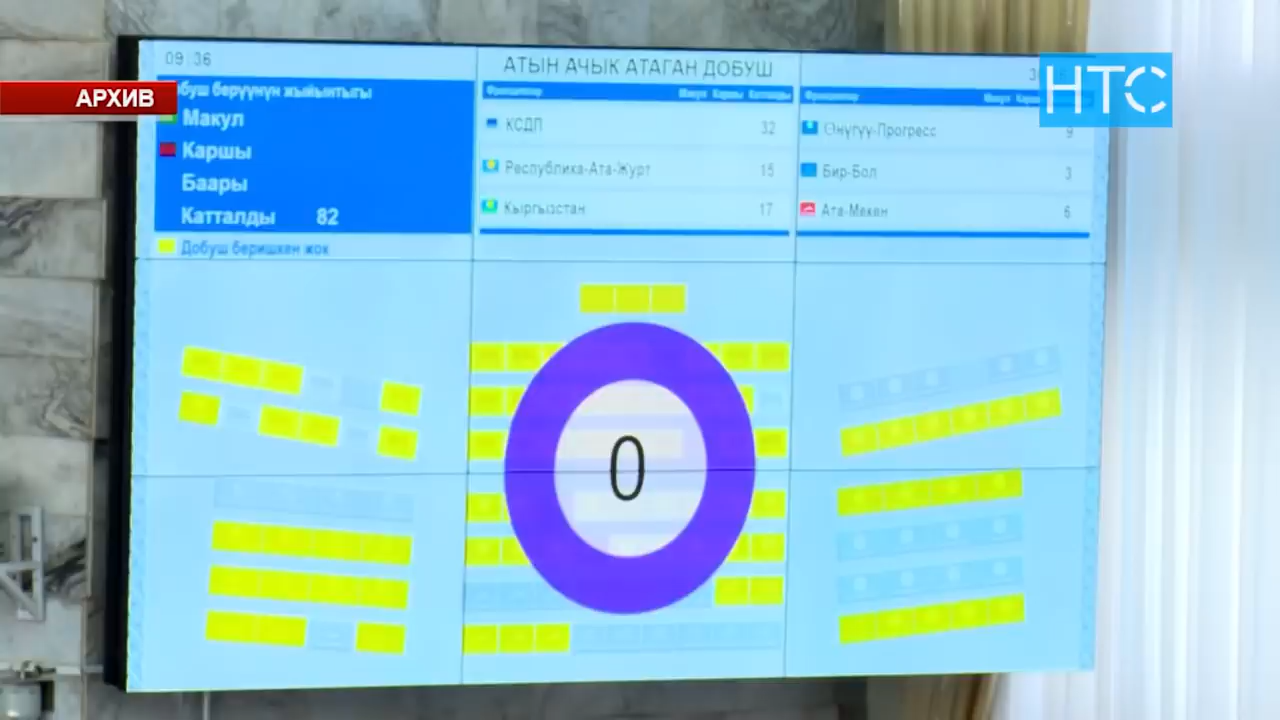 09:36
АТЫН АЧЫК АТАГАН ДОБУШ
НТС
АРХИВ
обуш берүүнүн жыйынтыгы
Макул
Каршы
Баары
Катталды 82
Добуш беришкен жок
Фракциялар Макул Каршы Катталды
КСДП 32
Республика-Ата-Журт 15
Кыргызстан 17
Фракциялар Макул
Өнүгүү-Прогресс 9
Бир-Бол 3
Ата-Мекен 6
0